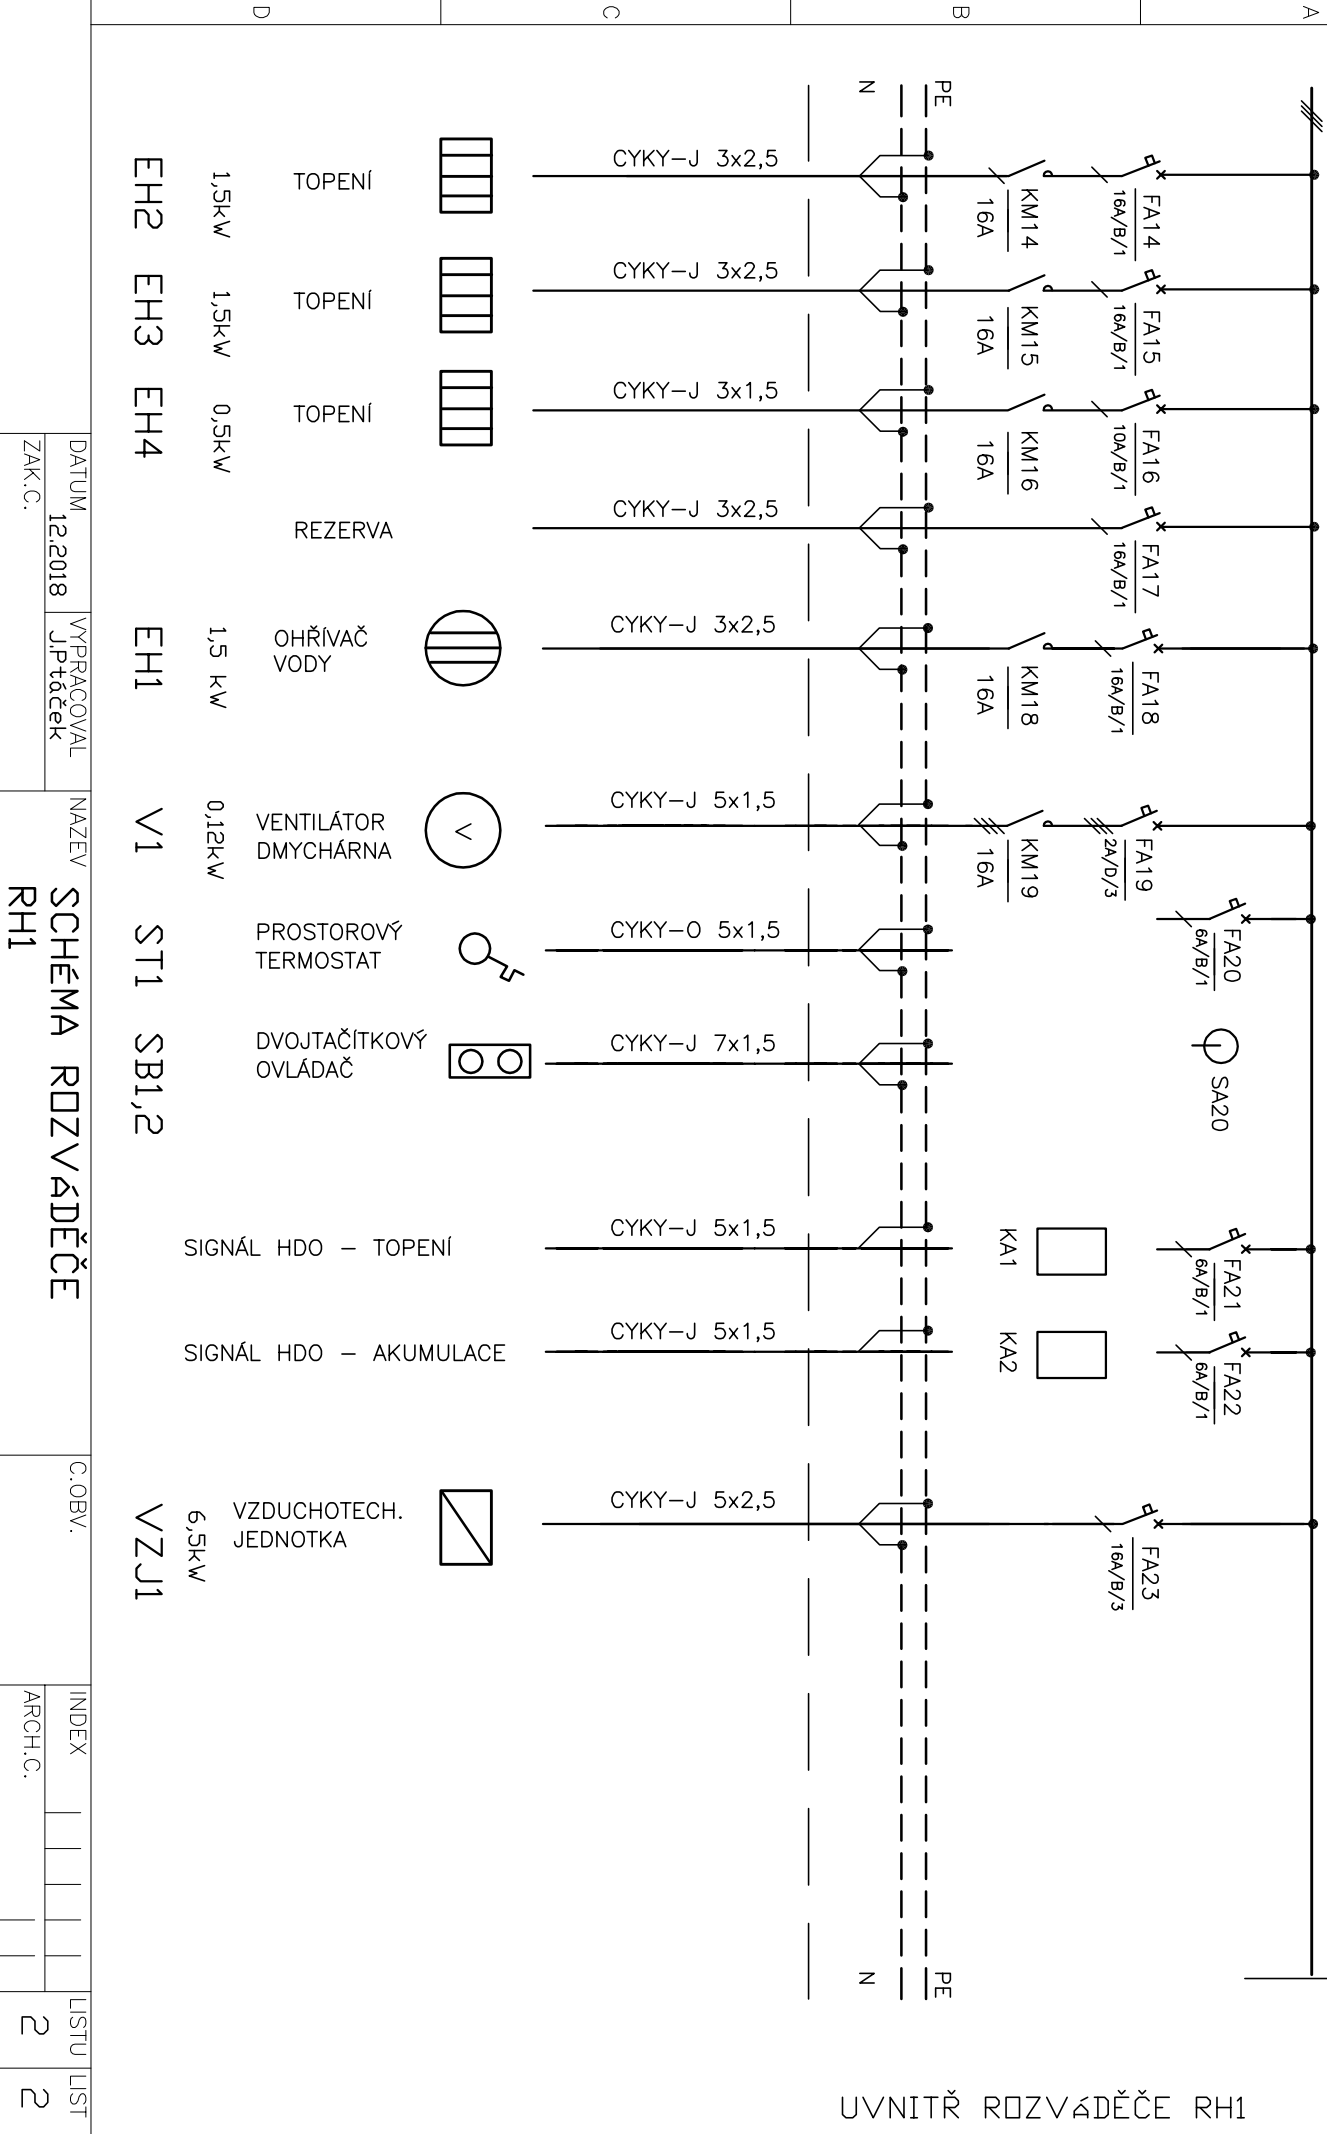 A
B
C
D
PE
N
FA14
16A/B/1
KM14
16A
CYKY-J 3x2,5
TOPENÍ
1,5kW
EH2
FA15
16A/B/1
KM15
16A
CYKY-J 3x2,5
TOPENÍ
1,5kW
EH3
FA16
10A/B/1
KM16
16A
CYKY-J 3x1,5
TOPENÍ
0,5kW
EH4
FA17
16A/B/1
CYKY-J 3x2,5
REZERVA
FA18
16A/B/1
KM18
16A
CYKY-J 3x2,5
OHŘÍVAČ
VODY
1,5 kW
EH1
FA19
2A/D/3
KM19
16A
CYKY-J 5x1,5
V
VENTILÁTOR
DMYCHÁRNA
0,12kW
V1
FA20
6A/B/1
CYKY-O 5x1,5
PROSTOROVÝ
TERMOSTAT
ST1
SA20
CYKY-J 7x1,5
DVOJTAČÍTKOVÝ
OVLÁDAČ
SB1,2
FA21
6A/B/1
KA1
CYKY-J 5x1,5
SIGNÁL HDO - TOPENÍ
FA22
6A/B/1
KA2
CYKY-J 5x1,5
SIGNÁL HDO - AKUMULACE
FA23
16A/B/3
CYKY-J 5x2,5
VZDUCHOTECH.
JEDNOTKA
6,5kW
VZJ1
PE
N
UVNITŘ ROZVÁDĚČE RH1
DATUM
12.2018
ZAK.C.
VYPRACOVAL
J.Ptáček
NAZEV
SCHÉMA ROZVÁDĚČE
RH1
C.OBV.
INDEX
ARCH.C.
LISTU
2
LIST
2